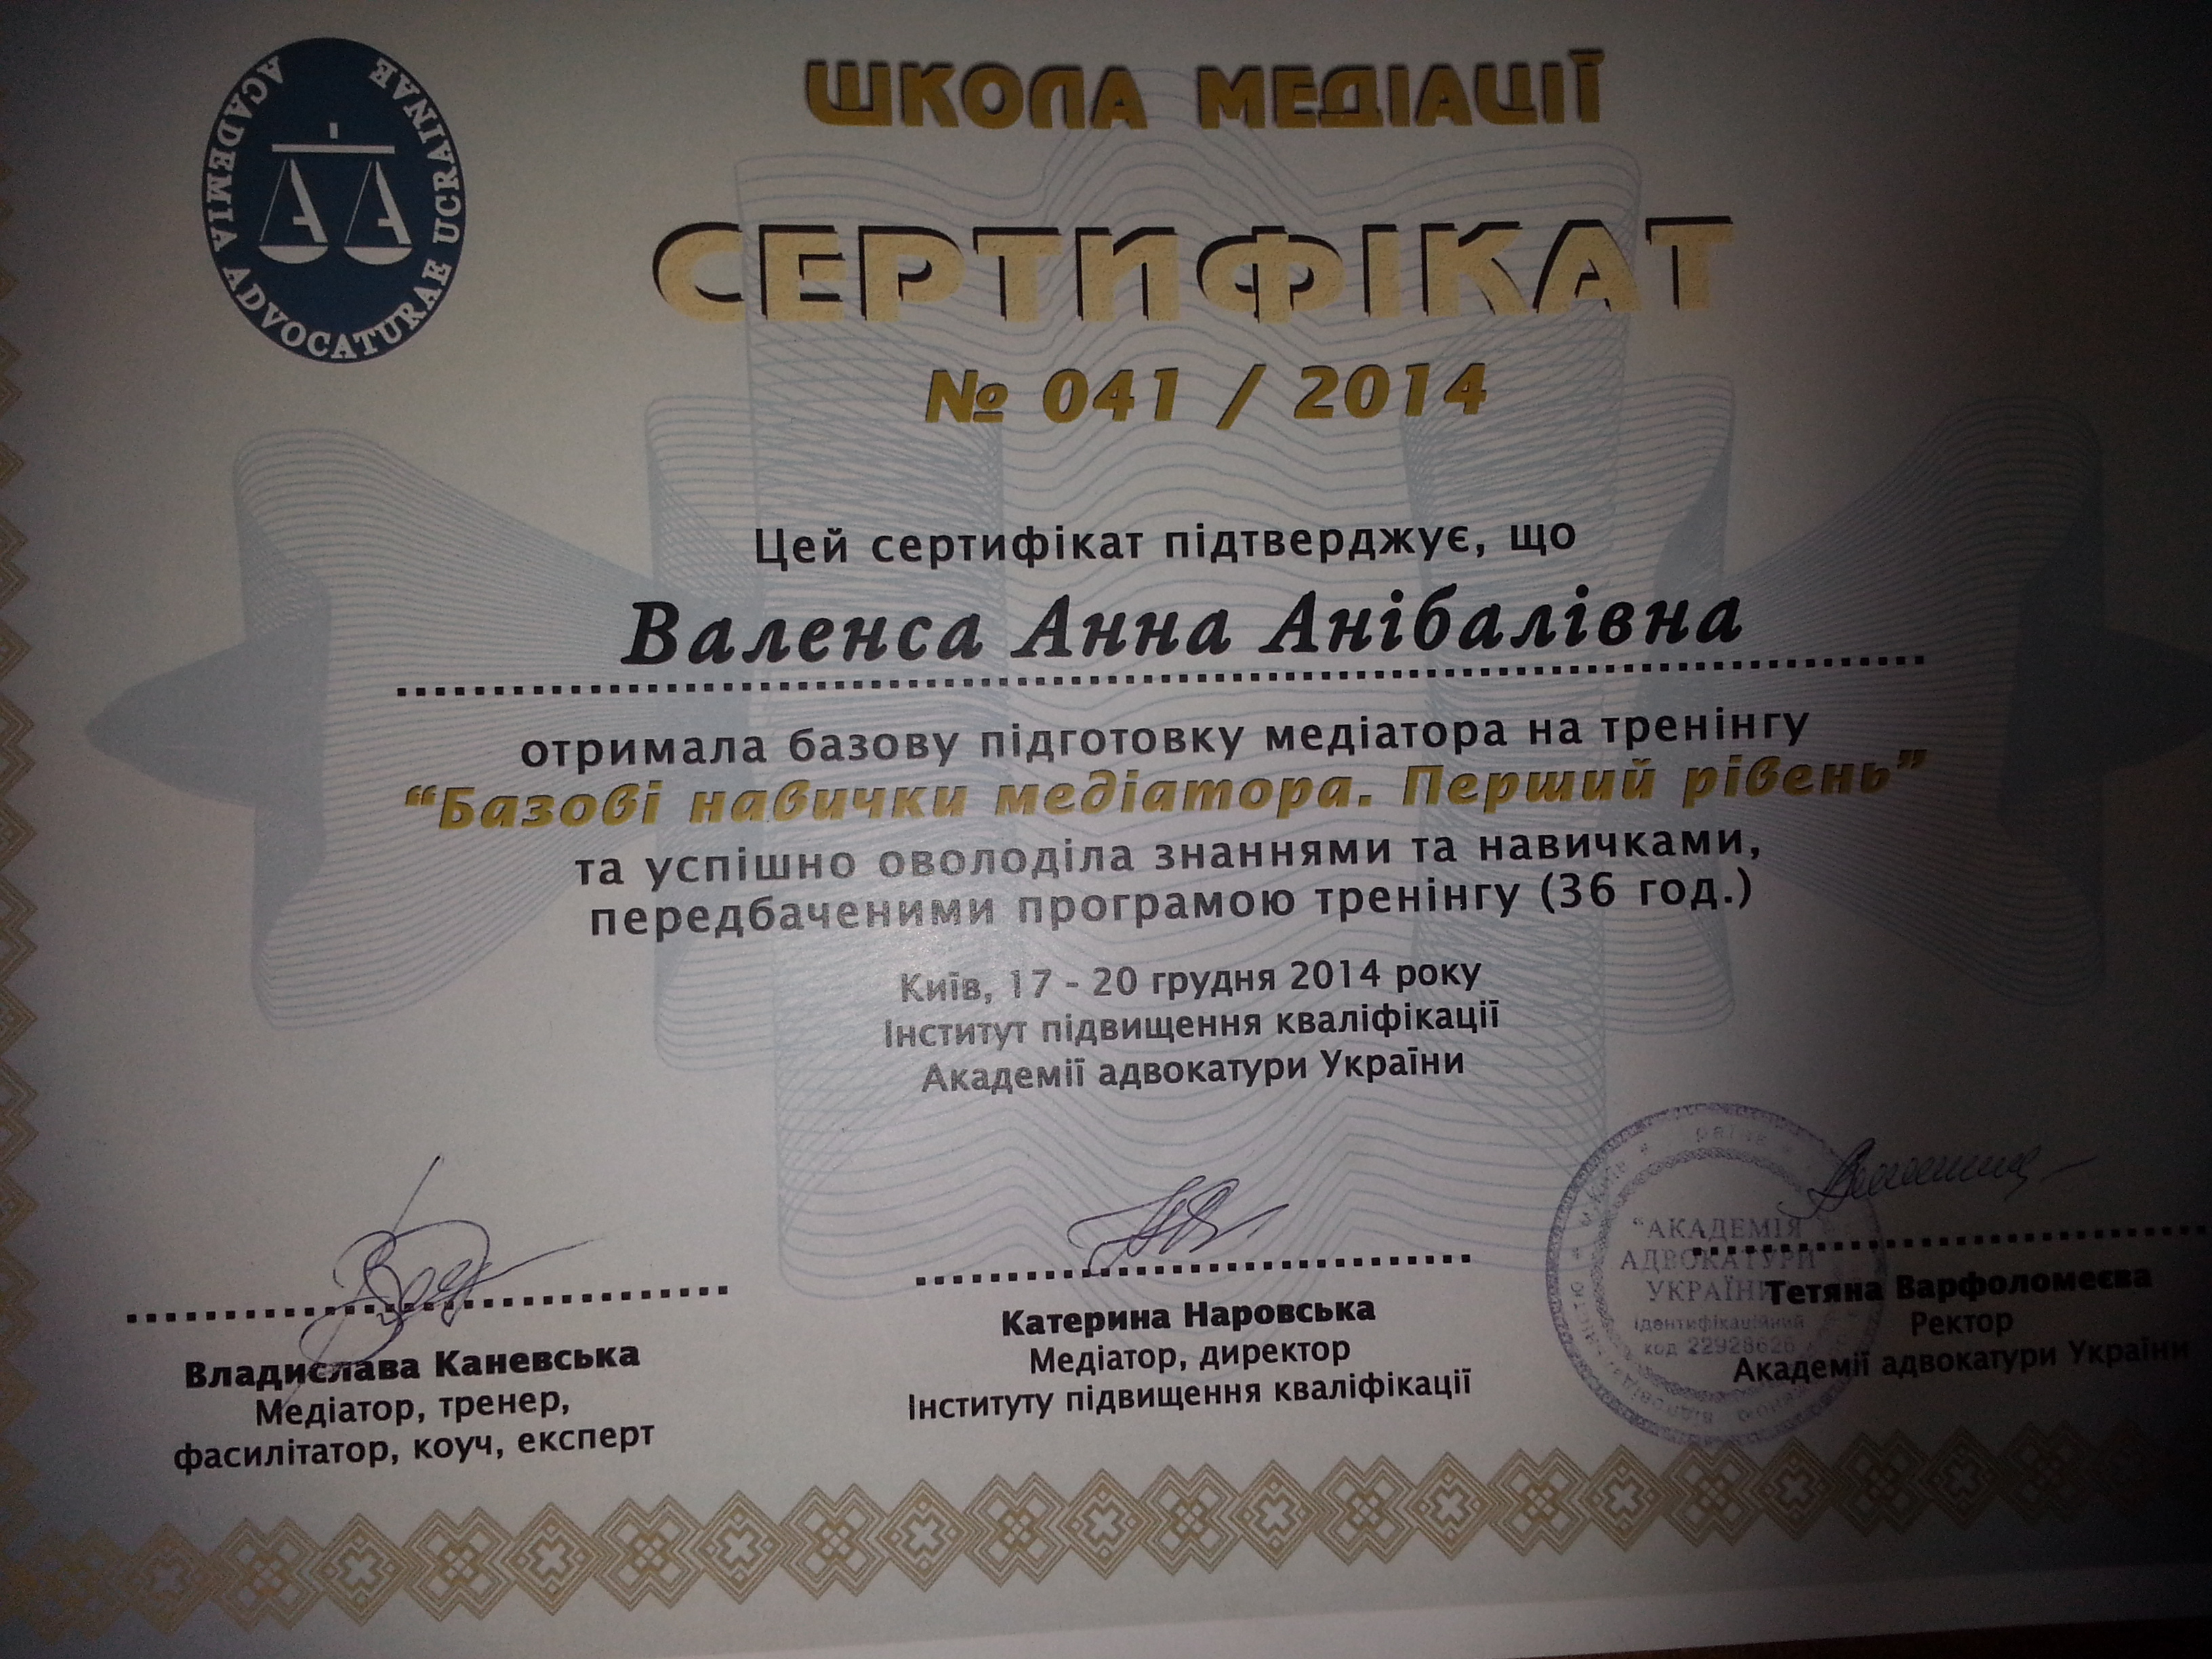 ACADEMIA ADVOCATURAE UCRAINAE
ШКОЛА МЕДІАЦІЇ
СЕРТИФІКАТ
№ 041 / 2014
Цей сертифікат підтверджує, що
Валенса Анна Анібалівна
отримала базову підготовку медіатора на тренінгу
“Базові навички медіатора. Перший рівень”
та успішно оволоділа знаннями та навичками,
передбаченими програмою тренінгу (36 год.)
Київ, 17 - 20 грудня 2014 року
Інститут підвищення кваліфікації
Академії адвокатури України
Владислава Каневська
Медіатор, тренер,
фасилітатор, коуч, експерт
Катерина Наровська
Медіатор, директор
Інституту підвищення кваліфікації
"АКАДЕМІЯ
АДВОКАТУРИ
УКРАЇНИ
ідентифікаційний
код 22928626
Тетяна Варфоломеєва
Ректор
Академії адвокатури України